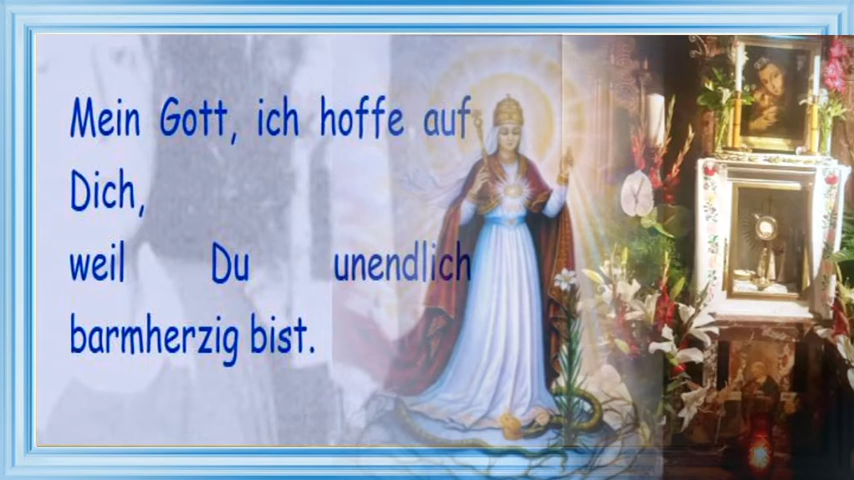 Mein Gott, ich hoffe auf
Dich,
weil Du unendlich
barmherzig bist.